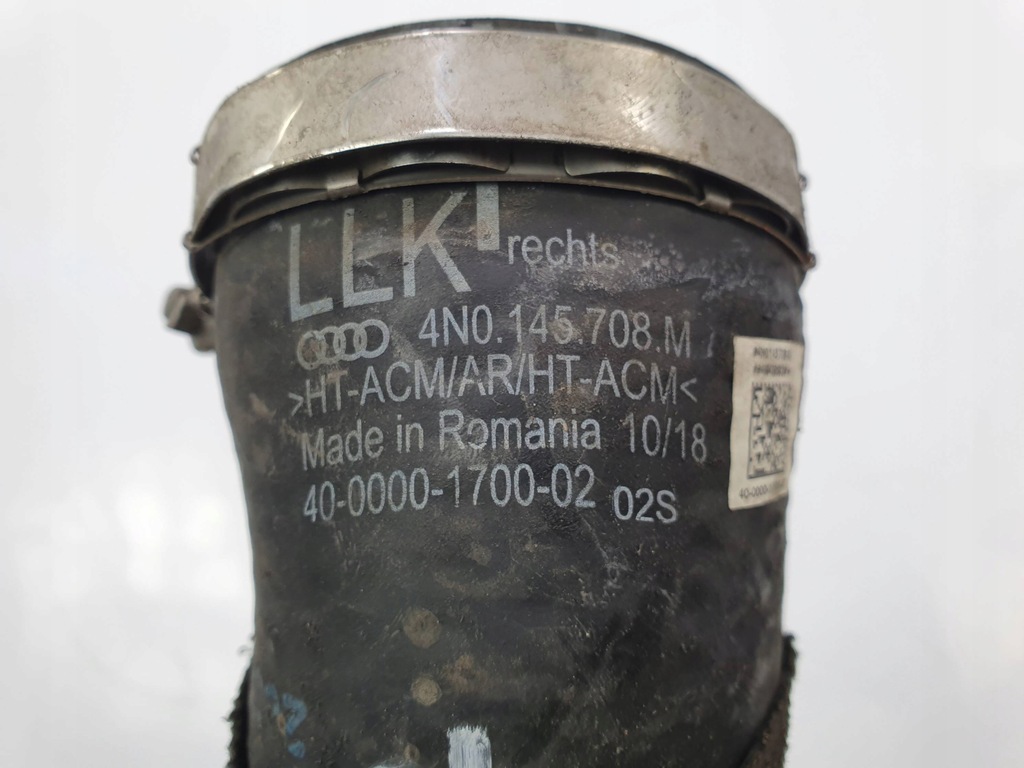 LLK rechts
4N0.145.708.M
>HT-ACM/AR/HT-ACM<
Made in Romania 10/18
40-0000-1700-02 02S